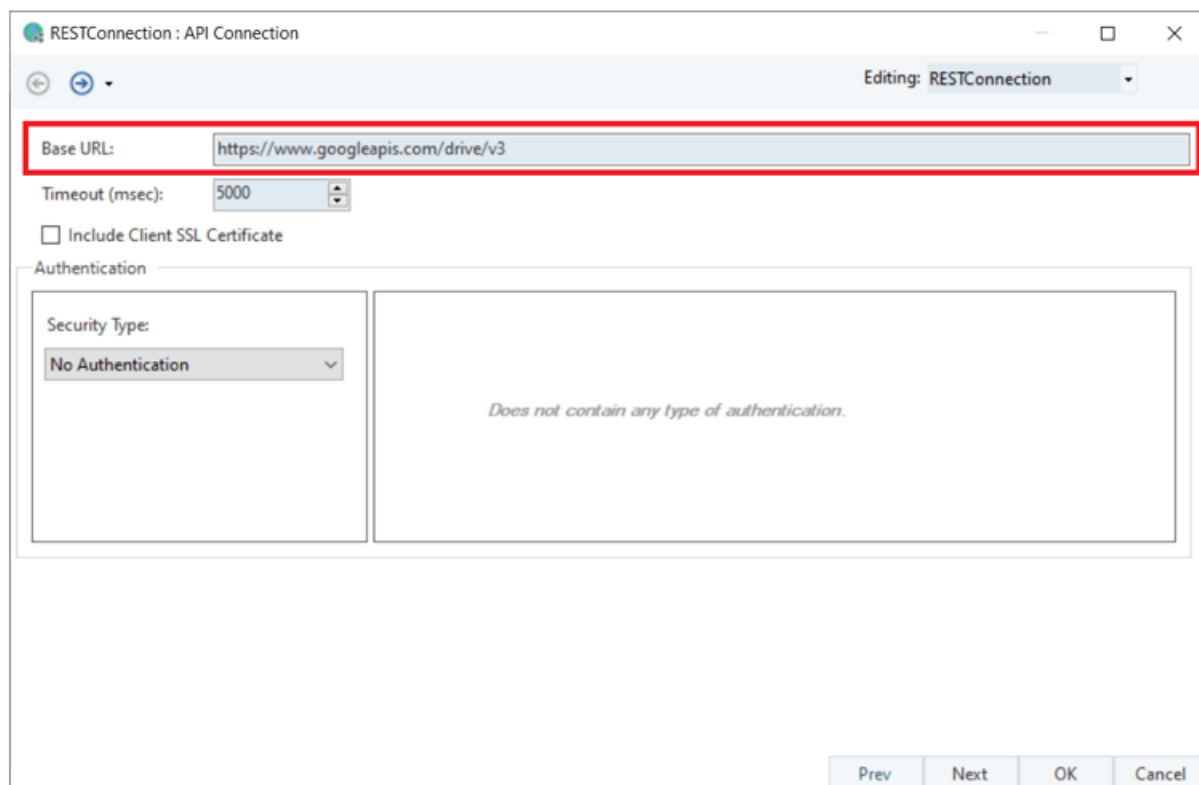 RESTConnection : API Connection
Editing: RESTConnection
Base URL: https://www.googleapis.com/drive/v3
Timeout (msec): 5000
Include Client SSL Certificate
Authentication
Security Type:
No Authentication
Does not contain any type of authentication.
Prev Next OK Cancel